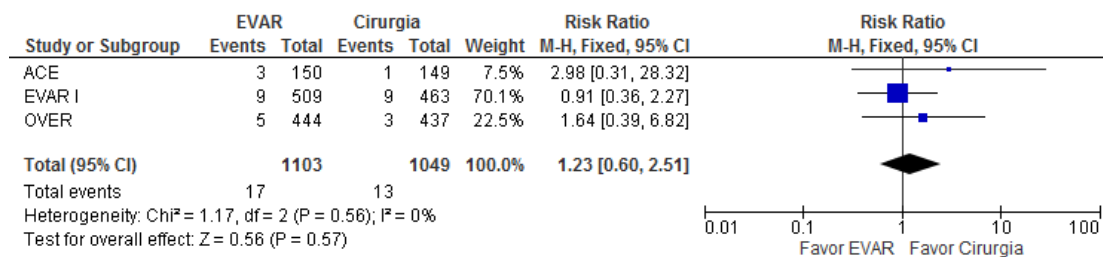 EVAR Cirurgia Risk Ratio Risk Ratio
Study or Subgroup Events Total Events Total Weight M-H, Fixed, 95% CI M-H, Fixed, 95% CI
ACE 3 150 1 149 7.5% 2.98 [0.31, 28.32]
EVAR I 9 509 9 463 70.1% 0.91 [0.36, 2.27]
OVER 5 444 3 437 22.5% 1.64 [0.39, 6.82]
Total (95% CI) 1103 1049 100.0% 1.23 [0.60, 2.51]
Total events 17 13
Heterogeneity: Chi² = 1.17, df = 2 (P = 0.56); I² = 0%
Test for overall effect: Z = 0.56 (P = 0.57)
0.01 0.1 1 10 100
Favor EVAR Favor Cirurgia